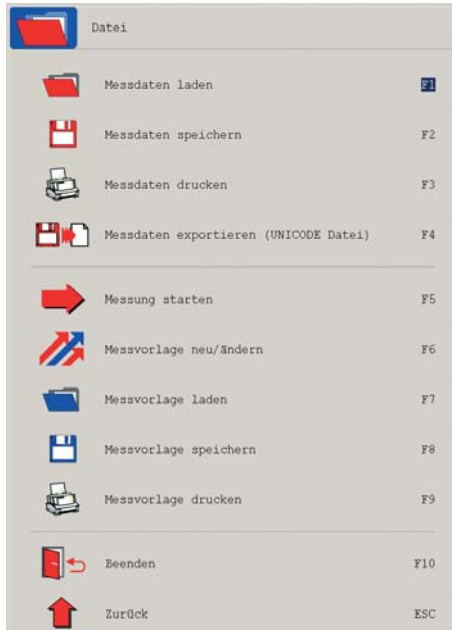 Datei
Messdaten laden F1
Messdaten speichern F2
Messdaten drucken F3
Messdaten exportieren (UNICODE Datei) F4
Messung starten F5
Messvorlage neu/ändern F6
Messvorlage laden F7
Messvorlage speichern F8
Messvorlage drucken F9
Beenden F10
Zurück ESC